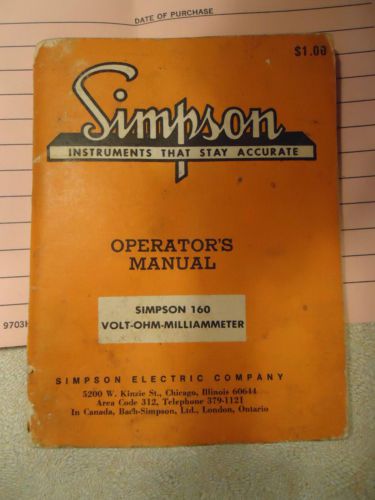 DATE OF PURCHASE
$1.00
Simpson
INSTRUMENTS THAT STAY ACCURATE
OPERATOR'S
MANUAL
SIMPSON 160
VOLT-OHM-MILLIAMMETER
9703H
SIMPSON ELECTRIC COMPANY
5200 W. Kinzie St., Chicago, Illinois 60644
Area Code 312, Telephone 379-1121
In Canada, Bach-Simpson, Ltd., London, Ontario